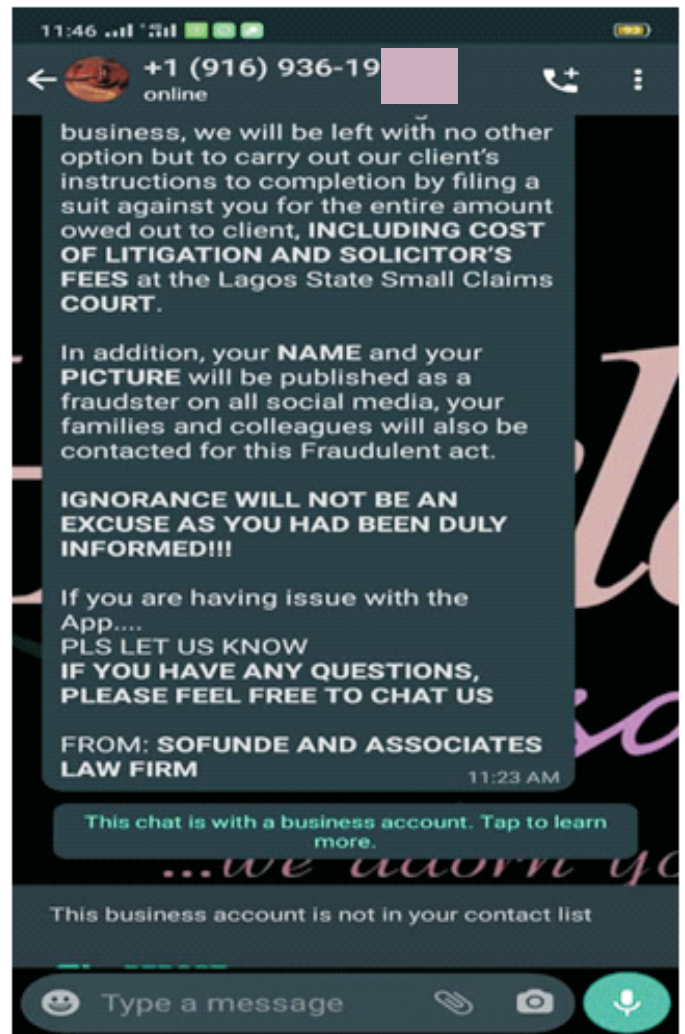 11:46
93
+1 (916) 936-19
online
business, we will be left with no other
option but to carry out our client's
instructions to completion by filing a
suit against you for the entire amount
owed out to client, INCLUDING COST
OF LITIGATION AND SOLICITOR'S
FEES at the Lagos State Small Claims
COURT.
In addition, your NAME and your
PICTURE will be published as a
fraudster on all social media, your
families and colleagues will also be
contacted for this Fraudulent act.
IGNORANCE WILL NOT BE AN
EXCUSE AS YOU HAD BEEN DULY
INFORMED!!!
If you are having issue with the
App....
PLS LET US KNOW
IF YOU HAVE ANY QUESTIONS,
PLEASE FEEL FREE TO CHAT US
FROM: SOFUNDE AND ASSOCIATES
LAW FIRM
11:23 AM
This chat is with a business account. Tap to learn
more.
...we adorn
This business account is not in your contact list
Type a message